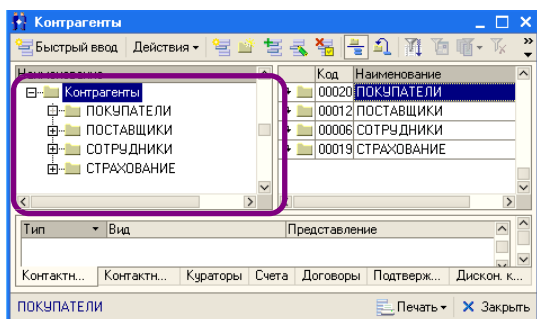 Контрагенты
Быстрый ввод Действия
Наименование
Контрагенты
ПОКУПАТЕЛИ
ПОСТАВЩИКИ
СОТРУДНИКИ
СТРАХОВАНИЕ
Код Наименование
00020 ПОКУПАТЕЛИ
00012 ПОСТАВЩИКИ
00006 СОТРУДНИКИ
00019 СТРАХОВАНИЕ
Тип Вид Представление
Контактн... Контактн... Кураторы Счета Договоры Подтверж... Дискон. к...
ПОКУПАТЕЛИ Печать Закрыть